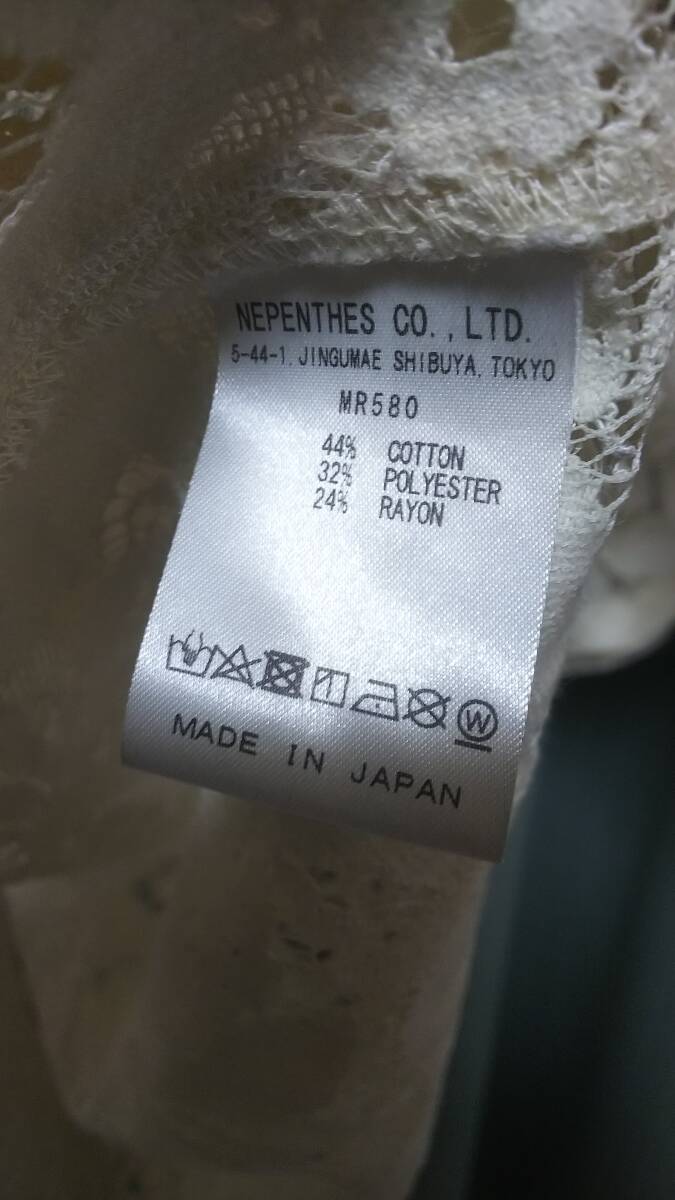 NEPENTHES CO., LTD.
5-44-1. JINGUMAE SHIBUYA, TOKYO
MR580
44% COTTON
32% POLYESTER
24% RAYON
W
MADE IN JAPAN